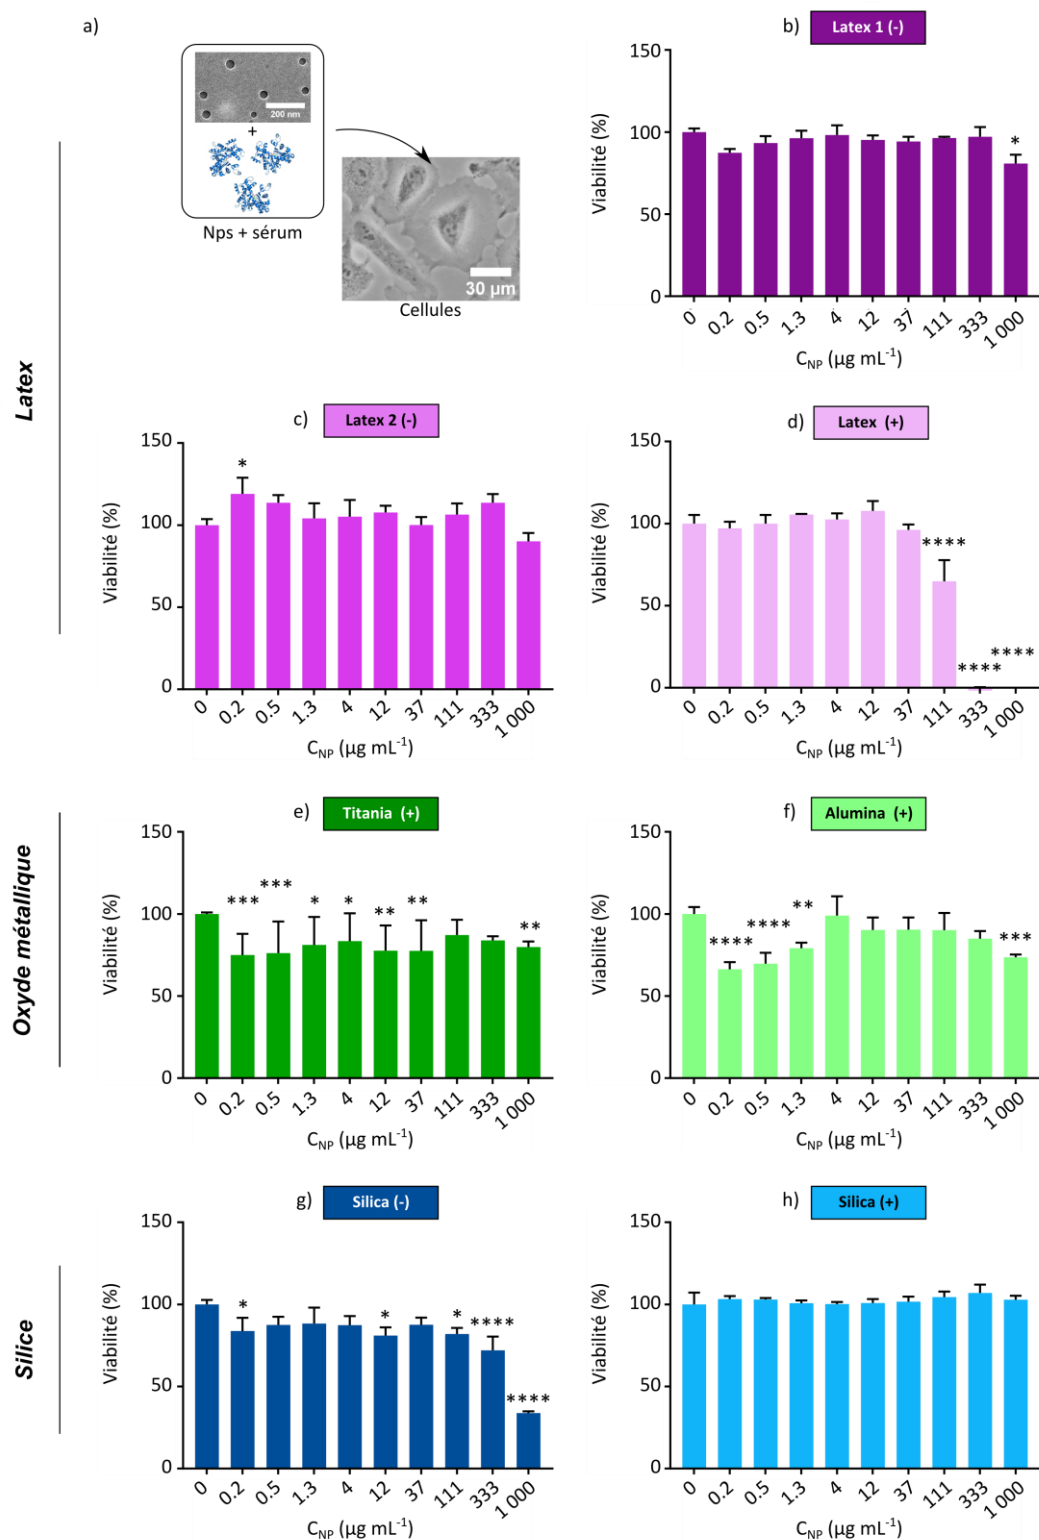 a)
200 nm
+
Nps + sérum
30 µm
Cellules
b)
Latex 1 (-)
Viabilité (%)
150
100
50
0
*
0 0.2 0.5 1.3 4 12 37 111 333 1 000
C_NP (µg mL⁻¹)
Latex
c)
Latex 2 (-)
Viabilité (%)
150
100
50
0
*
0 0.2 0.5 1.3 4 12 37 111 333 1 000
C_NP (µg mL⁻¹)
d)
Latex (+)
Viabilité (%)
150
100
50
0
**** **** ****
0 0.2 0.5 1.3 4 12 37 111 333 1 000
C_NP (µg mL⁻¹)
Oxyde métallique
e)
Titania (+)
Viabilité (%)
150
100
50
0
*** *** * * ** ** **
0 0.2 0.5 1.3 4 12 37 111 333 1 000
C_NP (µg mL⁻¹)
f)
Alumina (+)
Viabilité (%)
150
100
50
0
**** **** ** ***
0 0.2 0.5 1.3 4 12 37 111 333 1 000
C_NP (µg mL⁻¹)
Silice
g)
Silica (-)
Viabilité (%)
150
100
50
0
* * * **** ****
0 0.2 0.5 1.3 4 12 37 111 333 1 000
C_NP (µg mL⁻¹)
h)
Silica (+)
Viabilité (%)
150
100
50
0
0 0.2 0.5 1.3 4 12 37 111 333 1 000
C_NP (µg mL⁻¹)